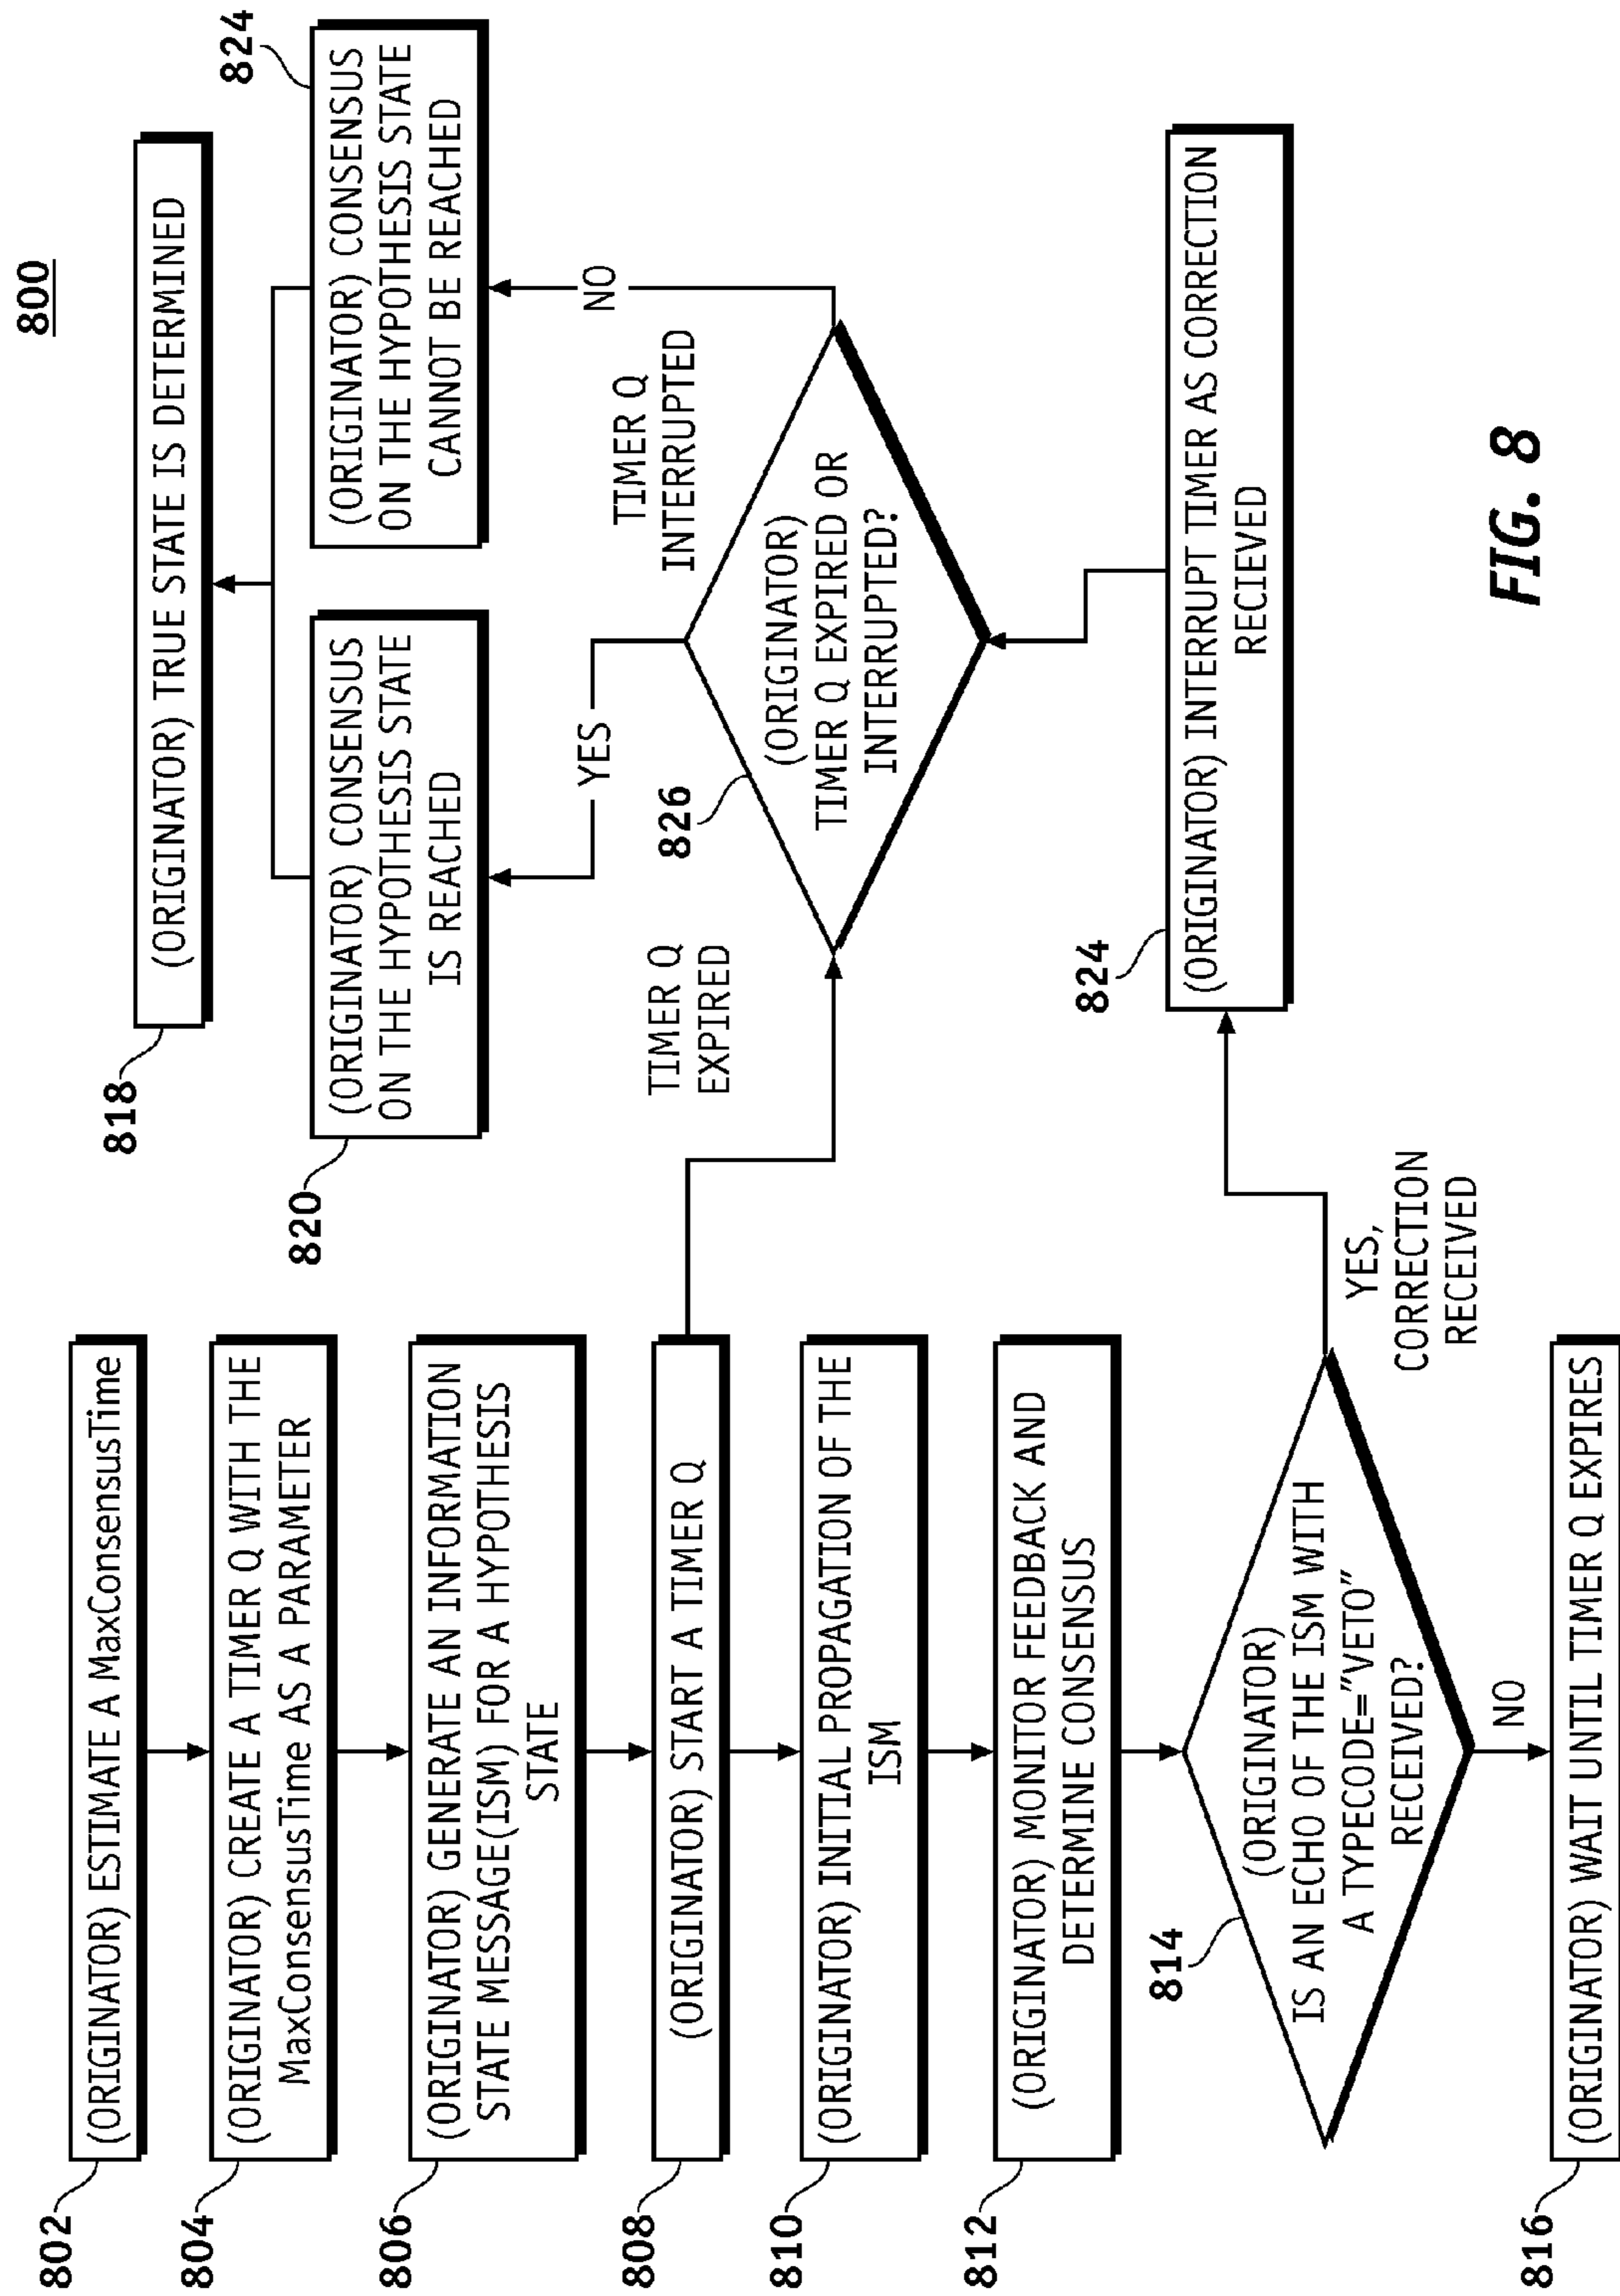 800
802
(ORIGINATOR) ESTIMATE A MaxConsensusTime
804
(ORIGINATOR) CREATE A TIMER Q WITH THE
MaxConsensusTime AS A PARAMETER
806
(ORIGINATOR) GENERATE AN INFORMATION
STATE MESSAGE(ISM) FOR A HYPOTHESIS
STATE
808
(ORIGINATOR) START A TIMER Q
810
(ORIGINATOR) INITIAL PROPAGATION OF THE
ISM
812
(ORIGINATOR) MONITOR FEEDBACK AND
DETERMINE CONSENSUS
814
(ORIGINATOR)
IS AN ECHO OF THE ISM WITH
A TYPECODE="VETO"
RECEIVED?
NO
816
(ORIGINATOR) WAIT UNTIL TIMER Q EXPIRES
YES,
CORRECTION
RECEIVED
818
(ORIGINATOR) TRUE STATE IS DETERMINED
820
(ORIGINATOR) CONSENSUS
ON THE HYPOTHESIS STATE
IS REACHED
824
(ORIGINATOR) CONSENSUS
ON THE HYPOTHESIS STATE
CANNOT BE REACHED
YES
NO
TIMER Q
EXPIRED
TIMER Q
INTERRUPTED
826
(ORIGINATOR)
TIMER Q EXPIRED OR
INTERRUPTED?
824
(ORIGINATOR) INTERRUPT TIMER AS CORRECTION
RECIEVED
FIG. 8